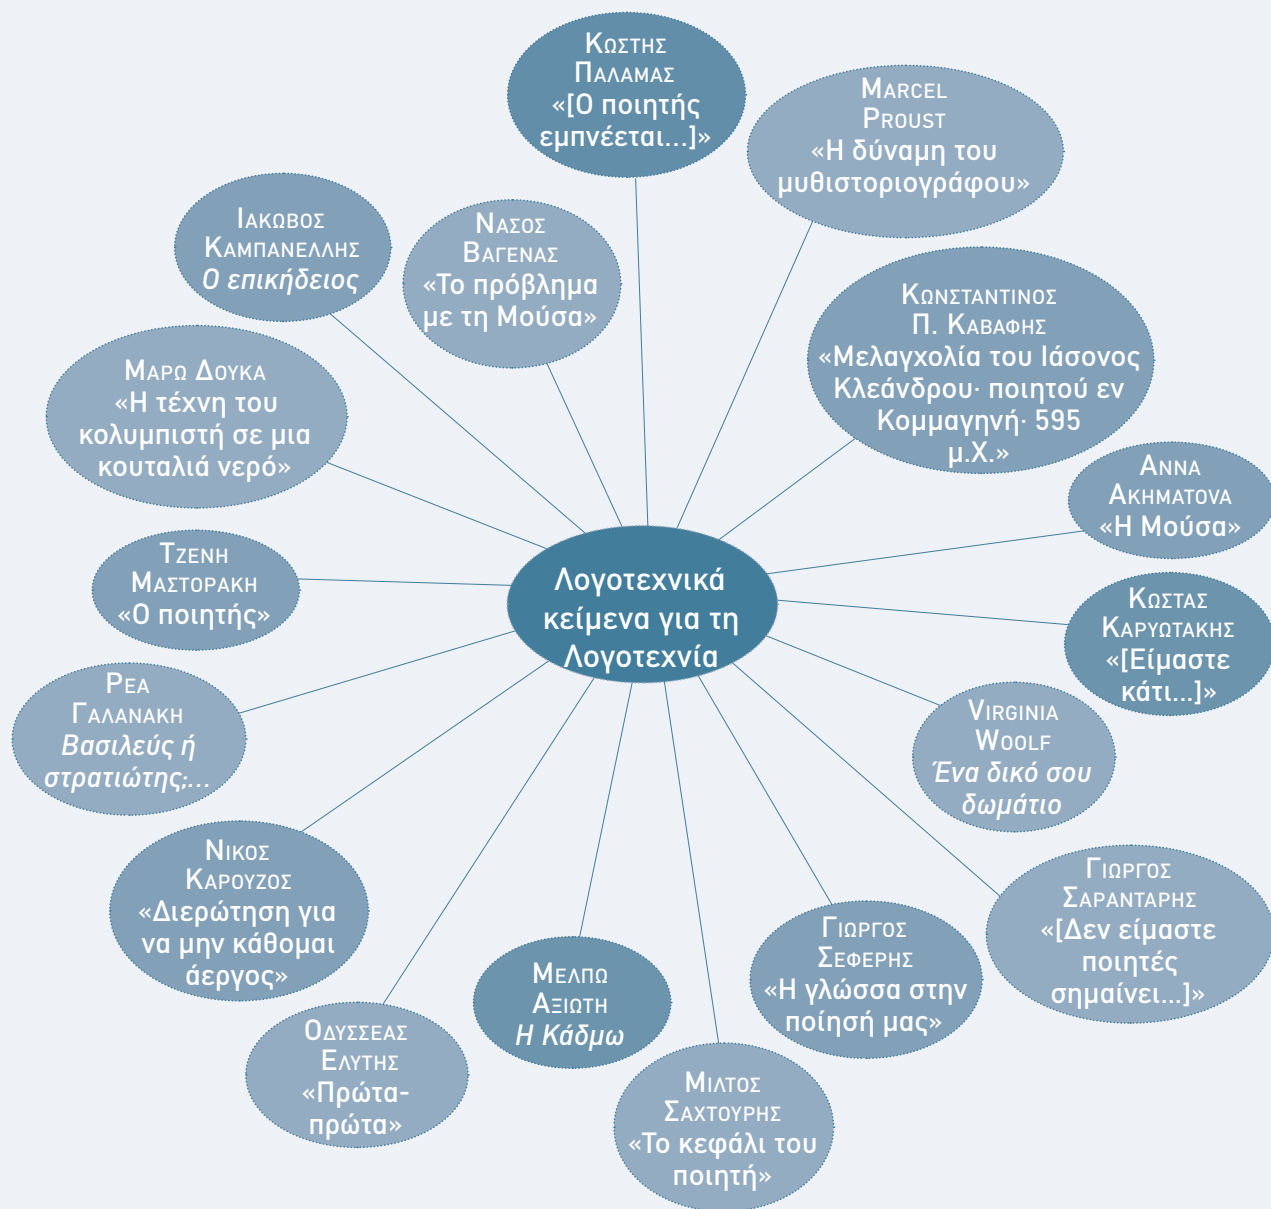 ΚΩΣΤΗΣ
ΠΑΛΑΜΑΣ
«[Ο ποιητής
εμπνέεται...]»
MARCEL
PROUST
«Η δύναμη του
μυθιστοριογράφου»
ΙΑΚΩΒΟΣ
ΚΑΜΠΑΝΕΛΛΗΣ
Ο επικήδειος
ΝΑΣΟΣ
ΒΑΓΕΝΑΣ
«Το πρόβλημα
με τη Μούσα»
ΚΩΝΣΤΑΝΤΙΝΟΣ
Π. ΚΑΒΑΦΗΣ
«Μελαγχολία του Ιάσονος
Κλεάνδρου· ποιητού εν
Κομμαγηνή· 595
μ.Χ.»
ΜΑΡΩ ΔΟΥΚΑ
«Η τέχνη του
κολυμπιστή σε μια
κουταλιά νερό»
ANNA
AKHMATOVA
«Η Μούσα»
ΤΖΕΝΗ
ΜΑΣΤΟΡΑΚΗ
«Ο ποιητής»
Λογοτεχνικά
κείμενα για τη
Λογοτεχνία
ΚΩΣΤΑΣ
ΚΑΡΥΩΤΑΚΗΣ
«[Είμαστε
κάτι...]»
ΡΕΑ
ΓΑΛΑΝΑΚΗ
Βασιλεύς ή
στρατιώτης;...
VIRGINIA
WOOLF
Ένα δικό σου
δωμάτιο
ΝΙΚΟΣ
ΚΑΡΟΥΖΟΣ
«Διερώτηση για
να μην κάθομαι
άεργος»
ΓΙΩΡΓΟΣ
ΣΑΡΑΝΤΑΡΗΣ
«[Δεν είμαστε
ποιητές
σημαίνει...]»
ΓΙΩΡΓΟΣ
ΣΕΦΕΡΗΣ
«Η γλώσσα στην
ποίησή μας»
ΜΕΛΠΩ
ΑΞΙΩΤΗ
Η Κάδμω
ΟΔΥΣΣΕΑΣ
ΕΛΥΤΗΣ
«Πρώτα-
πρώτα»
ΜΙΛΤΟΣ
ΣΑΧΤΟΥΡΗΣ
«Το κεφάλι του
ποιητή»